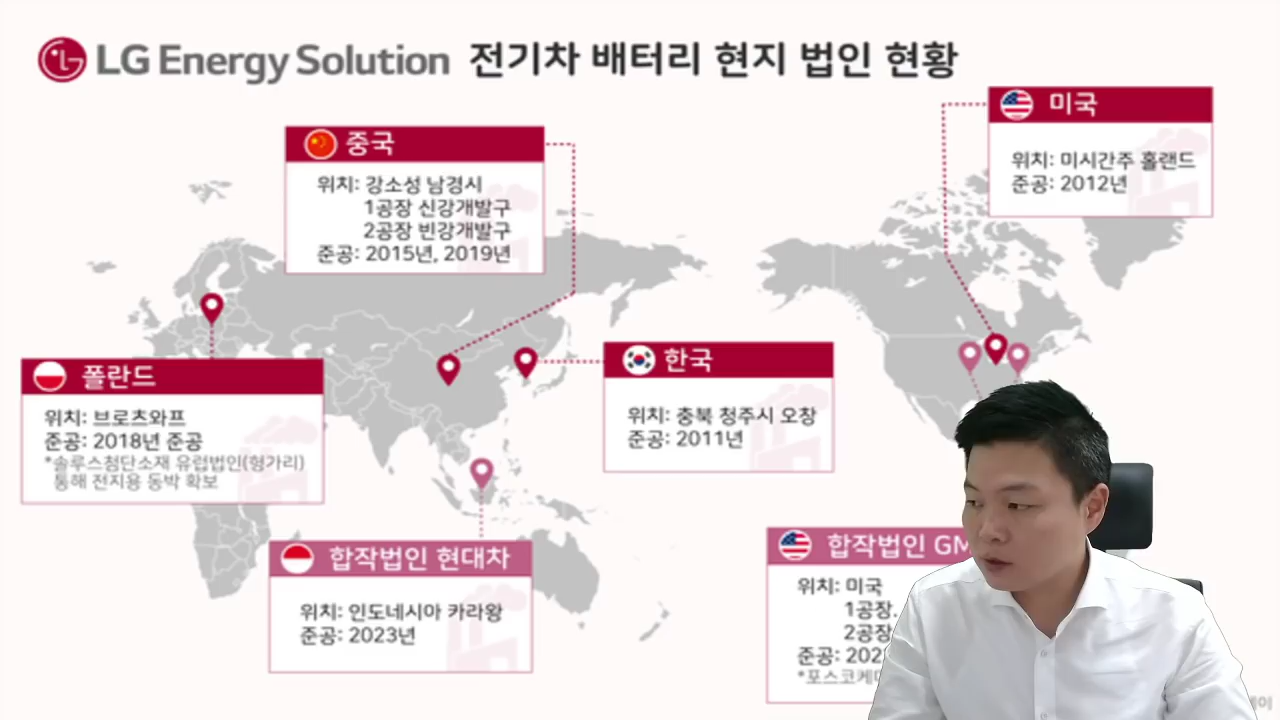 LG Energy Solution 전기차 배터리 현지 법인 현황
중국
위치: 강소성 남경시
1공장 신강개발구
2공장 빈강개발구
준공: 2015년, 2019년
미국
위치: 미시간주 홀랜드
준공: 2012년
폴란드
위치: 브로츠와프
준공: 2018년 준공
*솔루스첨단소재 유럽법인(헝가리)
통해 전지용 동박 확보
한국
위치: 충북 청주시 오창
준공: 2011년
합작법인 현대차
위치: 인도네시아 카라왕
준공: 2023년
합작법인 GM
위치: 미국
1공장.
2공장
준공: 202
*포스코케미